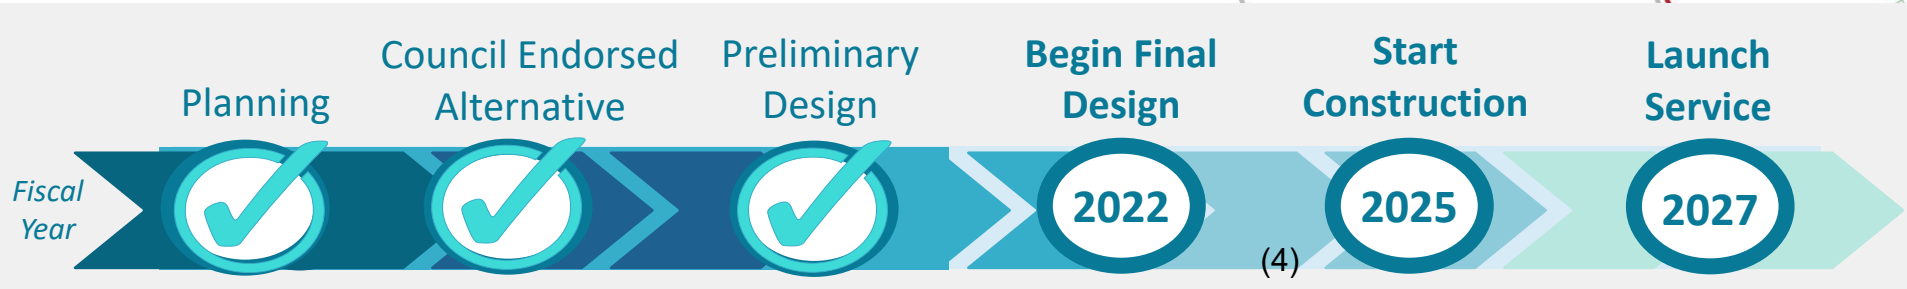 Planning
Council Endorsed
Alternative
Preliminary
Design
Begin Final
Design
Start
Construction
Launch
Service
Fiscal
Year
2022
2025
2027
(4)